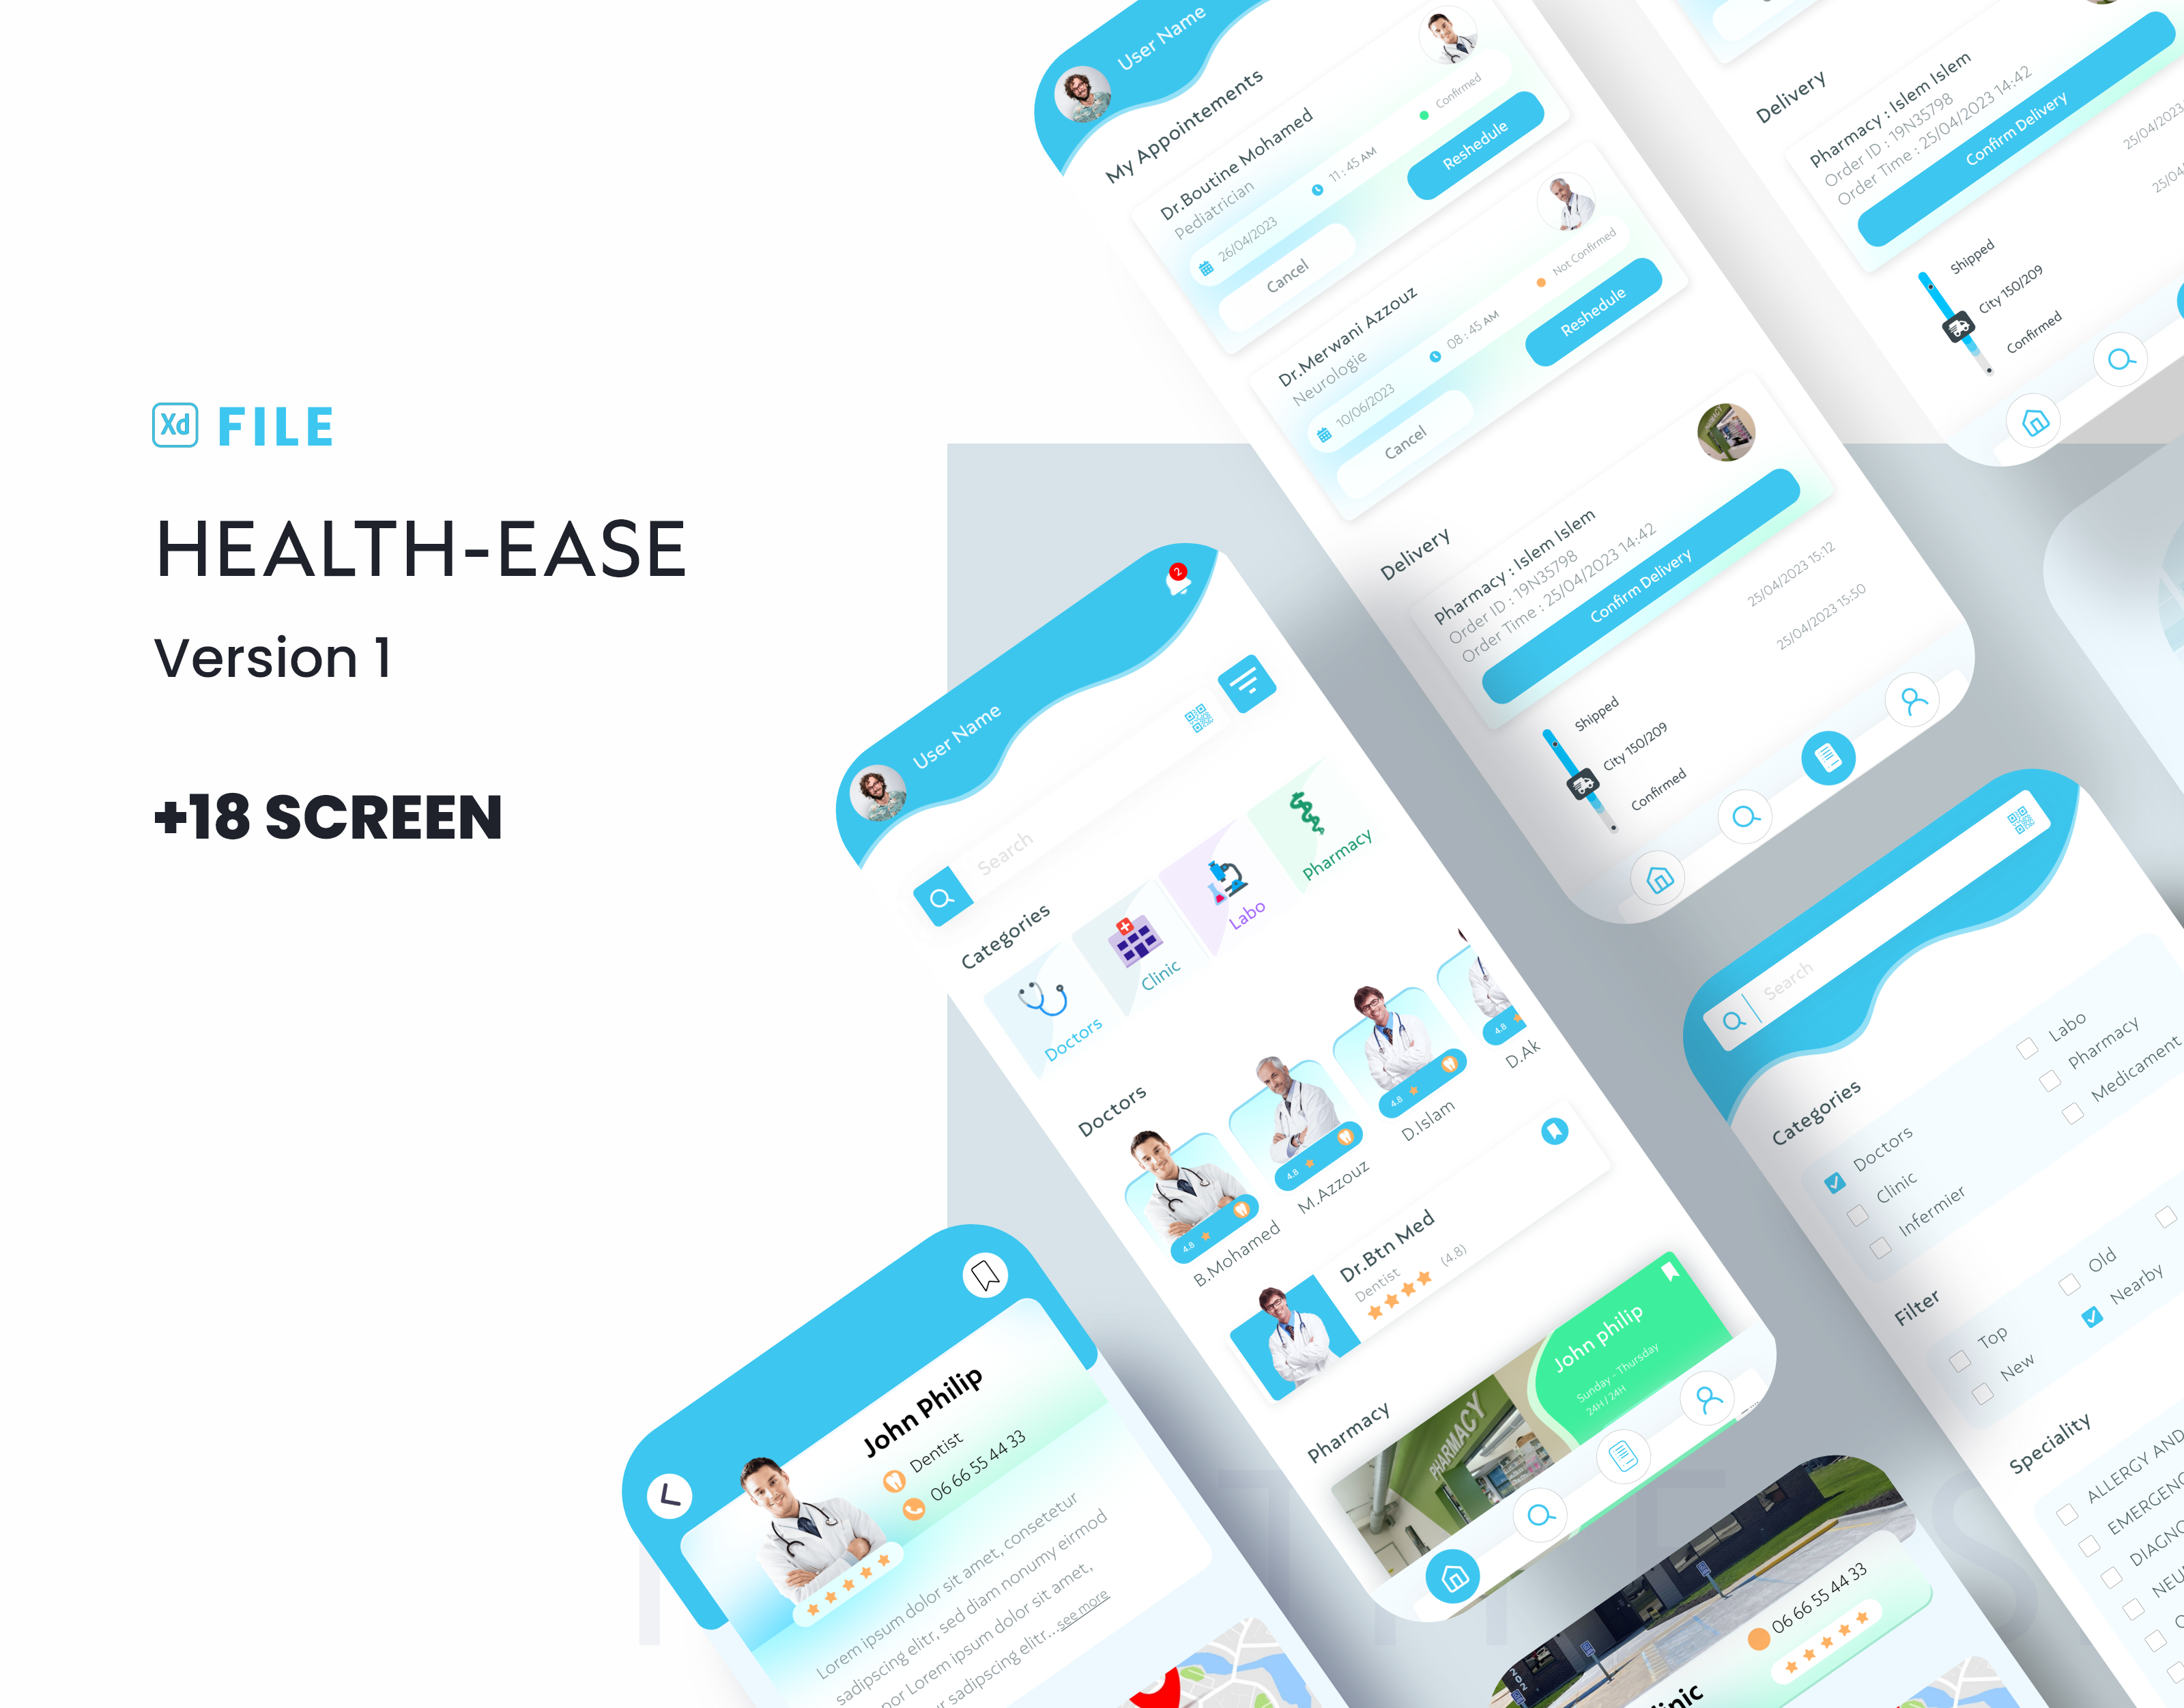 Xd FILE
HEALTH-EASE
Version 1
+18 SCREEN
User Name
My Appointements
Dr.Boutine Mohamed
Pediatrician
Confirmed
26/04/2023
11 : 45 AM
Cancel
Reshedule
Dr.Merwani Azzouz
Neurologie
Not Confirmed
10/06/2023
08 : 45 AM
Cancel
Reshedule
Delivery
Pharmacy : Islem Islem
Order ID : 19N35798
Order Time : 25/04/2023 14:42
Confirm Delivery
25/04/2023 15:12
25/04/2023 15:50
Shipped
City 150/209
Confirmed
Delivery
Pharmacy : Islem Islem
Order ID : 19N35798
Order Time : 25/04/2023 14:42
Confirm Delivery
25/04/2023
25/04
Shipped
City 150/209
Confirmed
2
User Name
Search
Categories
Doctors
Clinic
Labo
Pharmacy
Doctors
4.8
B.Mohamed
4.8
M.Azzouz
4.8
D.Islam
4.8
D.Ak
Dr.Btn Med
Dentist
(4.8)
Pharmacy
PHARMACY
John philip
Sunday - Thursday
24H / 24H
Search
Categories
Doctors
Clinic
Infermier
Labo
Pharmacy
Medicament
Filter
Top
New
Old
Nearby
Speciality
ALLERGY AND
EMERGENC
DIAGNO
NEU
John Philip
Dentist
06 66 55 44 33
Lorem ipsum dolor sit amet, consetetur
sadipscing elitr, sed diam nonumy eirmod
por Lorem ipsum dolor sit amet,
r sadipscing elitr...see more
06 66 55 44 33
inic